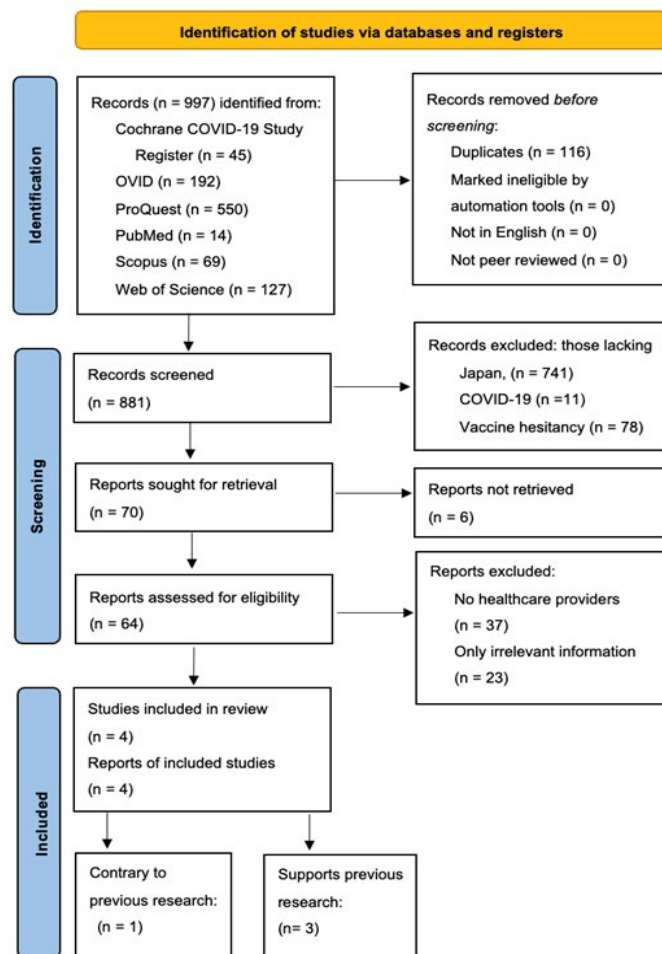 Identification of studies via databases and registers
Identification
Records (n = 997) identified from:
Cochrane COVID-19 Study
Register (n = 45)
OVID (n = 192)
ProQuest (n = 550)
PubMed (n = 14)
Scopus (n = 69)
Web of Science (n = 127)
Records removed before
screening:
Duplicates (n = 116)
Marked ineligible by
automation tools (n = 0)
Not in English (n = 0)
Not peer reviewed (n = 0)
Screening
Records screened
(n = 881)
Records excluded: those lacking
Japan, (n = 741)
COVID-19 (n =11)
Vaccine hesitancy (n = 78)
Reports sought for retrieval
(n = 70)
Reports not retrieved
(n = 6)
Reports assessed for eligibility
(n = 64)
Reports excluded:
No healthcare providers
(n = 37)
Only irrelevant information
(n = 23)
Included
Studies included in review
(n = 4)
Reports of included studies
(n = 4)
Contrary to
previous research:
(n = 1)
Supports previous
research:
(n= 3)